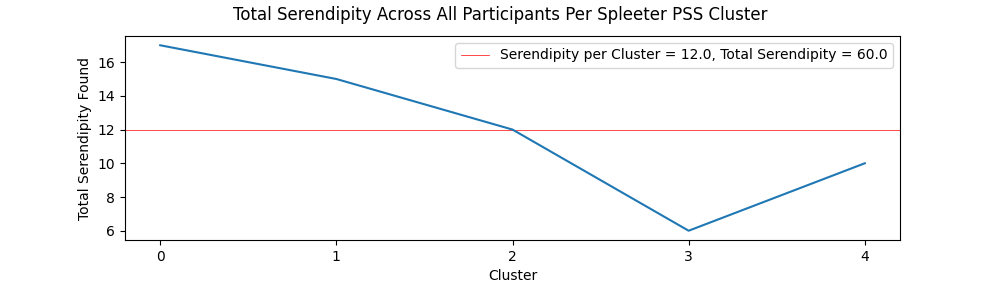 Total Serendipity Across All Participants Per Spleeter PSS Cluster
Serendipity per Cluster = 12.0, Total Serendipity = 60.0
Total Serendipity Found
16
14
12
10
8
6
0 1 2 3 4
Cluster